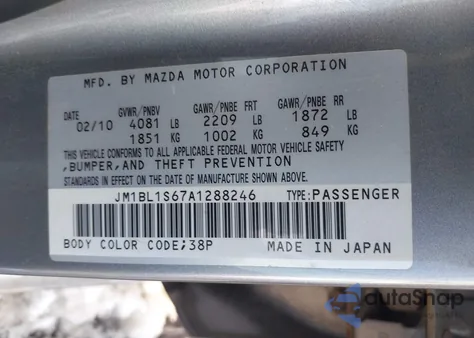 MFD. BY MAZDA MOTOR CORPORATION
DATE GVWR/PNBV GAWR/PNBE FRT GAWR/PNBE RR
02/10 4081 LB 2209 LB 1872 LB
1851 KG 1002 KG 849 KG
THIS VEHICLE CONFORMS TO ALL APPLICABLE FEDERAL MOTOR VEHICLE SAFETY
,BUMPER, AND THEFT PREVENTION
STANDARDS IN EFFECT ON THE DATE OF MANUFACTURE SHOWN ABOVE.
JM1BL1S67A1288246 TYPE:PASSENGER
BODY COLOR CODE;38P MADE IN JAPAN
AutoShop